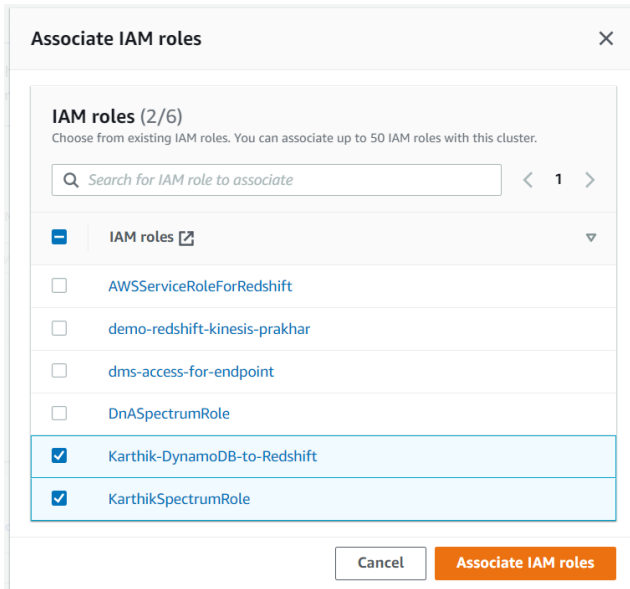 Associate IAM roles
IAM roles (2/6)
Choose from existing IAM roles. You can associate up to 50 IAM roles with this cluster.
Search for IAM role to associate
1
IAM roles
AWSServiceRoleForRedshift
demo-redshift-kinesis-prakhar
dms-access-for-endpoint
DnASpectrumRole
Karthik-DynamoDB-to-Redshift
KarthikSpectrumRole
Cancel Associate IAM roles